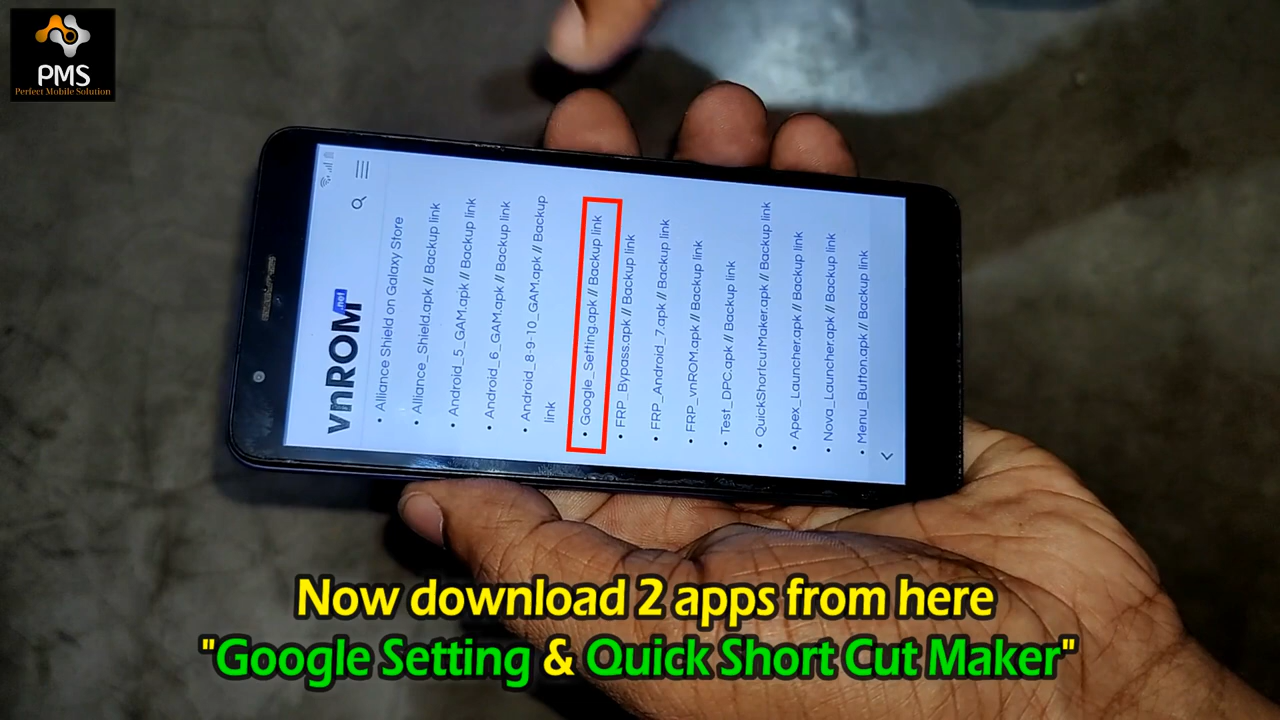 PMS
Perfect Mobile Solution
vnROM.net
• Alliance Shield on Galaxy Store
• Alliance_Shield.apk // Backup link
• Android_5_GAM.apk // Backup link
• Android_6_GAM.apk // Backup link
• Android_8-9-10_GAM.apk // Backup
link
• Google_Setting.apk // Backup link
• FRP_Bypass.apk // Backup link
• FRP_Android_7.apk // Backup link
• FRP_vnROM.apk // Backup link
• Test_DPC.apk // Backup link
• QuickShortcutMaker.apk // Backup link
• Apex_Launcher.apk // Backup link
• Nova_Launcher.apk // Backup link
• Menu_Button.apk // Backup link
Now download 2 apps from here
"Google Setting & Quick Short Cut Maker"